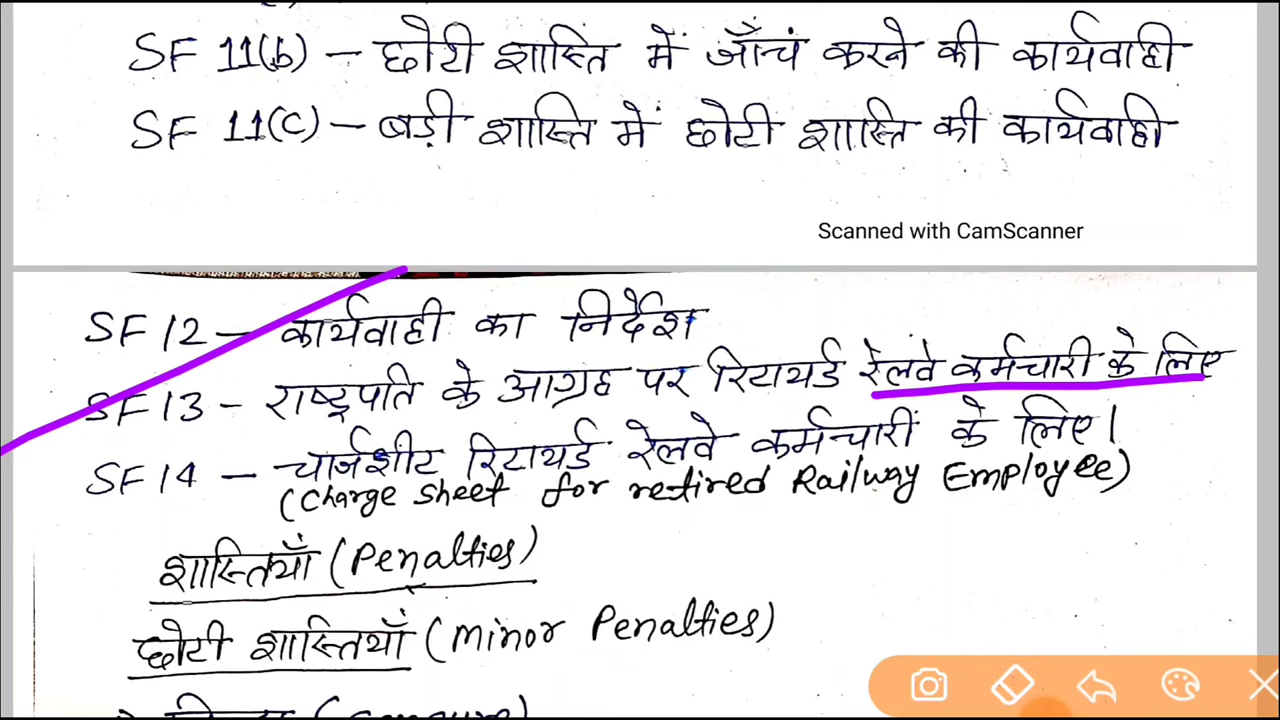 SF 11(b) – छोटी शास्ति में जाँच करने की कार्यवाही
SF 11(C) – बड़ी शास्ति में छोटी शास्ति की कार्यवाही
Scanned with CamScanner
SF 12 – कार्यवाही का निर्देश
SF 13 – राष्ट्रपति के आग्रह पर रिटायर्ड रेलवे कर्मचारी के लिए
SF 14 – चार्जशीट रिटायर्ड रेलवे कर्मचारी के लिए।
(Charge Sheet for retired Railway Employee)
शास्तियाँ (Penalties)
छोटी शास्तियाँ (Minor Penalties)